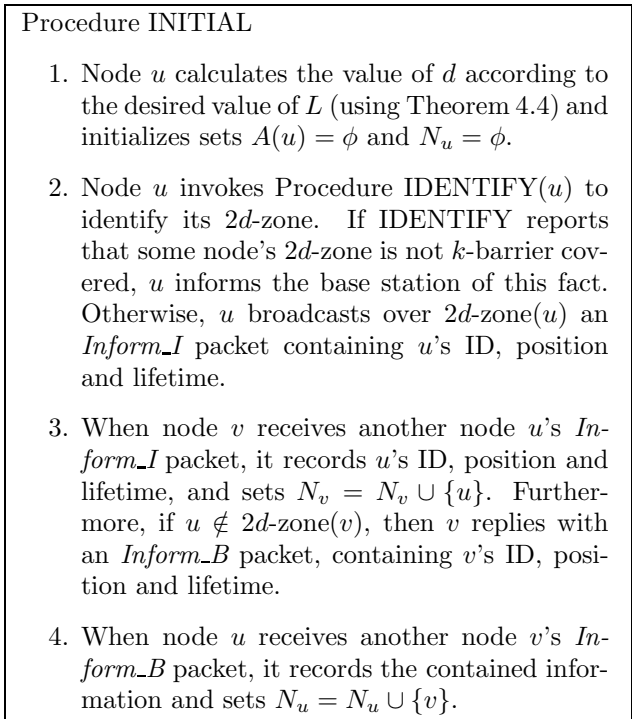 Procedure INITIAL
1. Node u calculates the value of d according to
the desired value of L (using Theorem 4.4) and
initializes sets A(u) = ϕ and N_u = ϕ.
2. Node u invokes Procedure IDENTIFY(u) to
identify its 2d-zone. If IDENTIFY reports
that some node's 2d-zone is not k-barrier cov-
ered, u informs the base station of this fact.
Otherwise, u broadcasts over 2d-zone(u) an
Inform_I packet containing u's ID, position
and lifetime.
3. When node v receives another node u's In-
form_I packet, it records u's ID, position and
lifetime, and sets N_v = N_v ∪ {u}. Further-
more, if u ∉ 2d-zone(v), then v replies with
an Inform_B packet, containing v's ID, posi-
tion and lifetime.
4. When node u receives another node v's In-
form_B packet, it records the contained infor-
mation and sets N_u = N_u ∪ {v}.